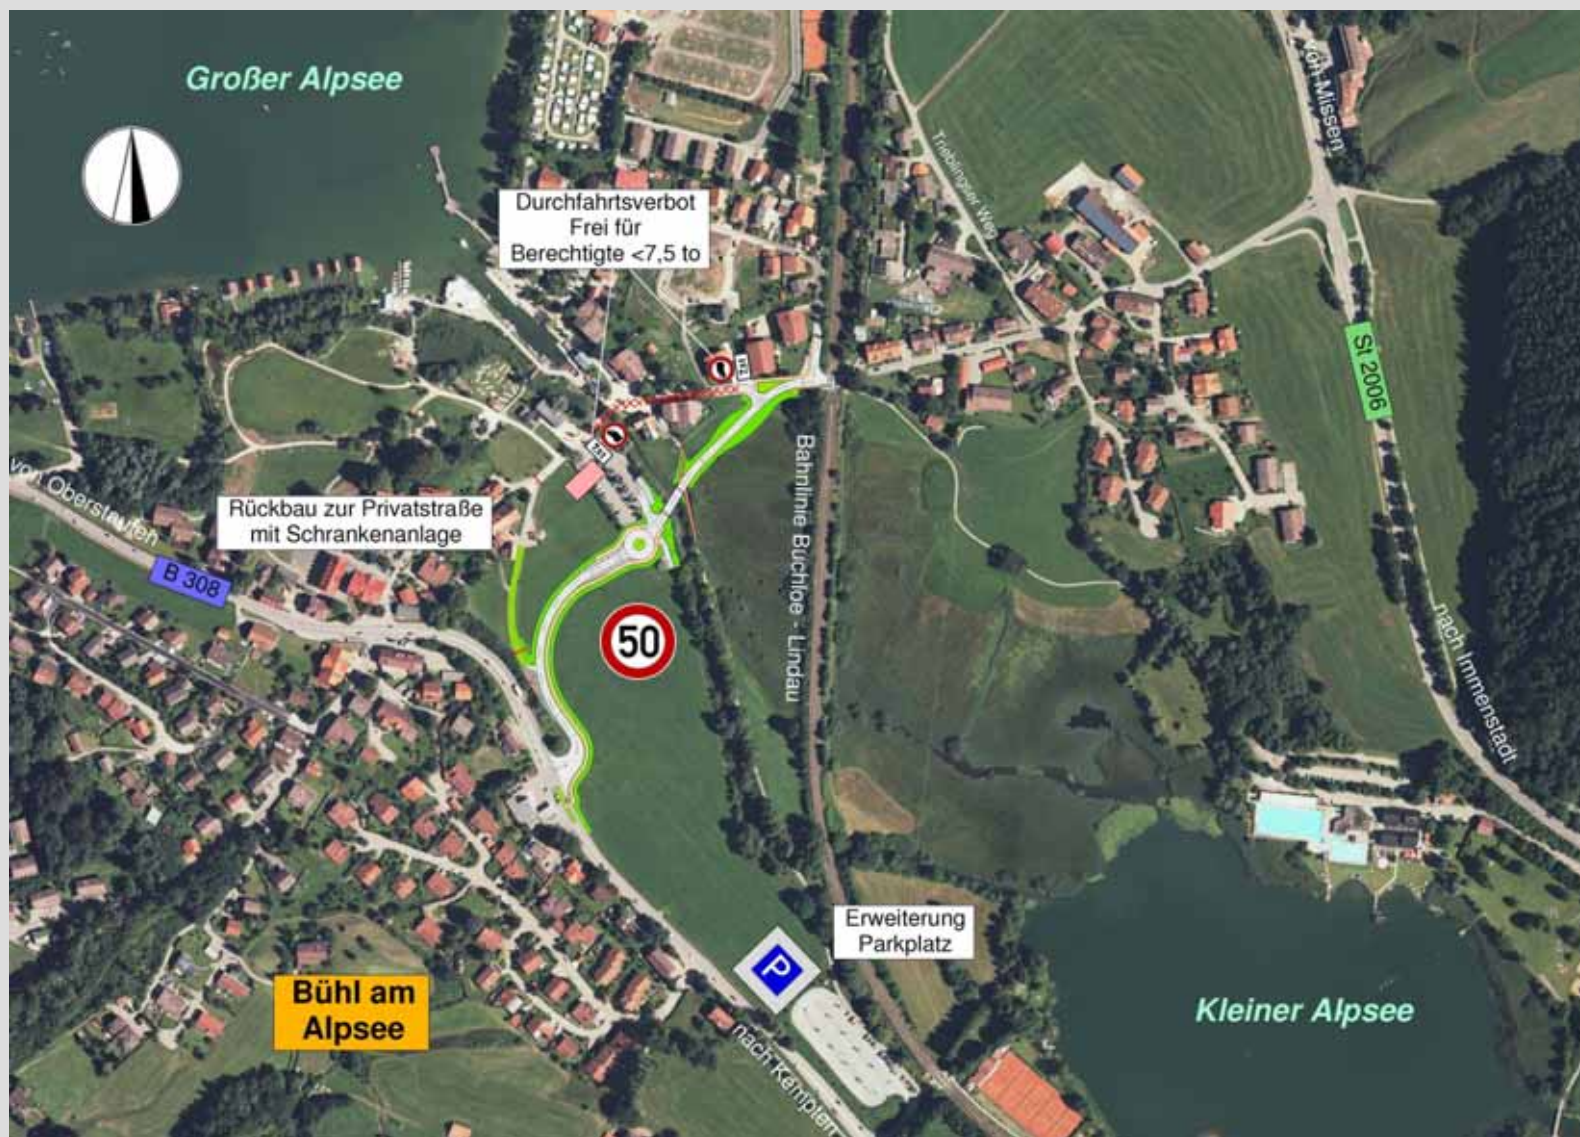 Großer Alpsee
von Missen
Trieblingser Weg
Durchfahrtsverbot
Frei für
Berechtigte <7,5 to
St 2006
von Oberstaufen
Rückbau zur Privatstraße
mit Schrankenanlage
B 308
Bahnlinie Buchloe - Lindau
50
nach Immenstadt
Erweiterung
Parkplatz
P
Bühl am
Alpsee
Kleiner Alpsee
nach Kempten